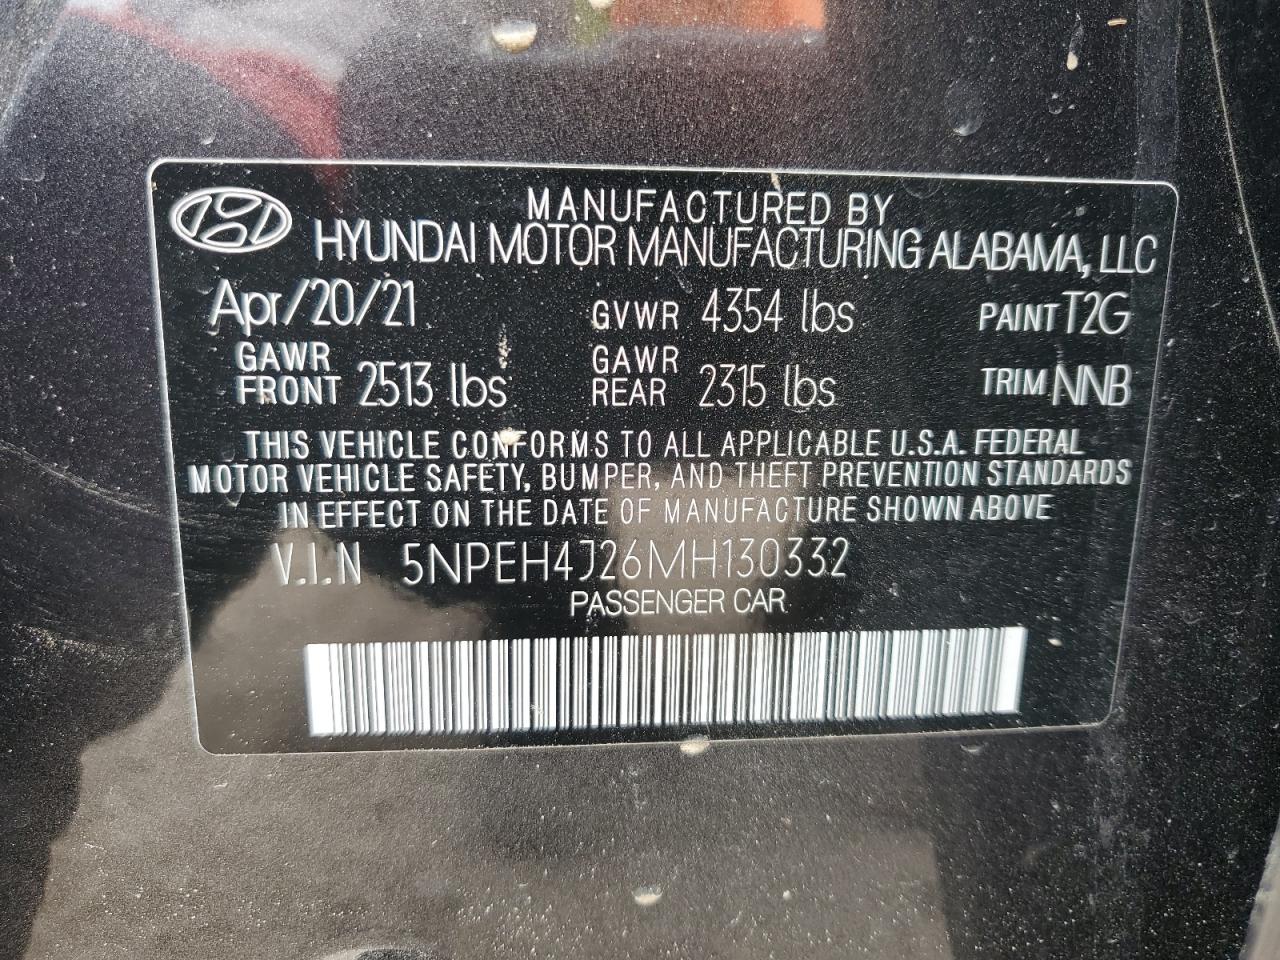 MANUFACTURED BY
HYUNDAI MOTOR MANUFACTURING ALABAMA, LLC
Apr/20/21 GVWR 4354 lbs PAINT T2G
GAWR FRONT 2513 lbs GAWR REAR 2315 lbs TRIM NNB
THIS VEHICLE CONFORMS TO ALL APPLICABLE U.S.A. FEDERAL
MOTOR VEHICLE SAFETY, BUMPER, AND THEFT PREVENTION STANDARDS
IN EFFECT ON THE DATE OF MANUFACTURE SHOWN ABOVE
V.I.N 5NPEH4J26MH130332
PASSENGER CAR